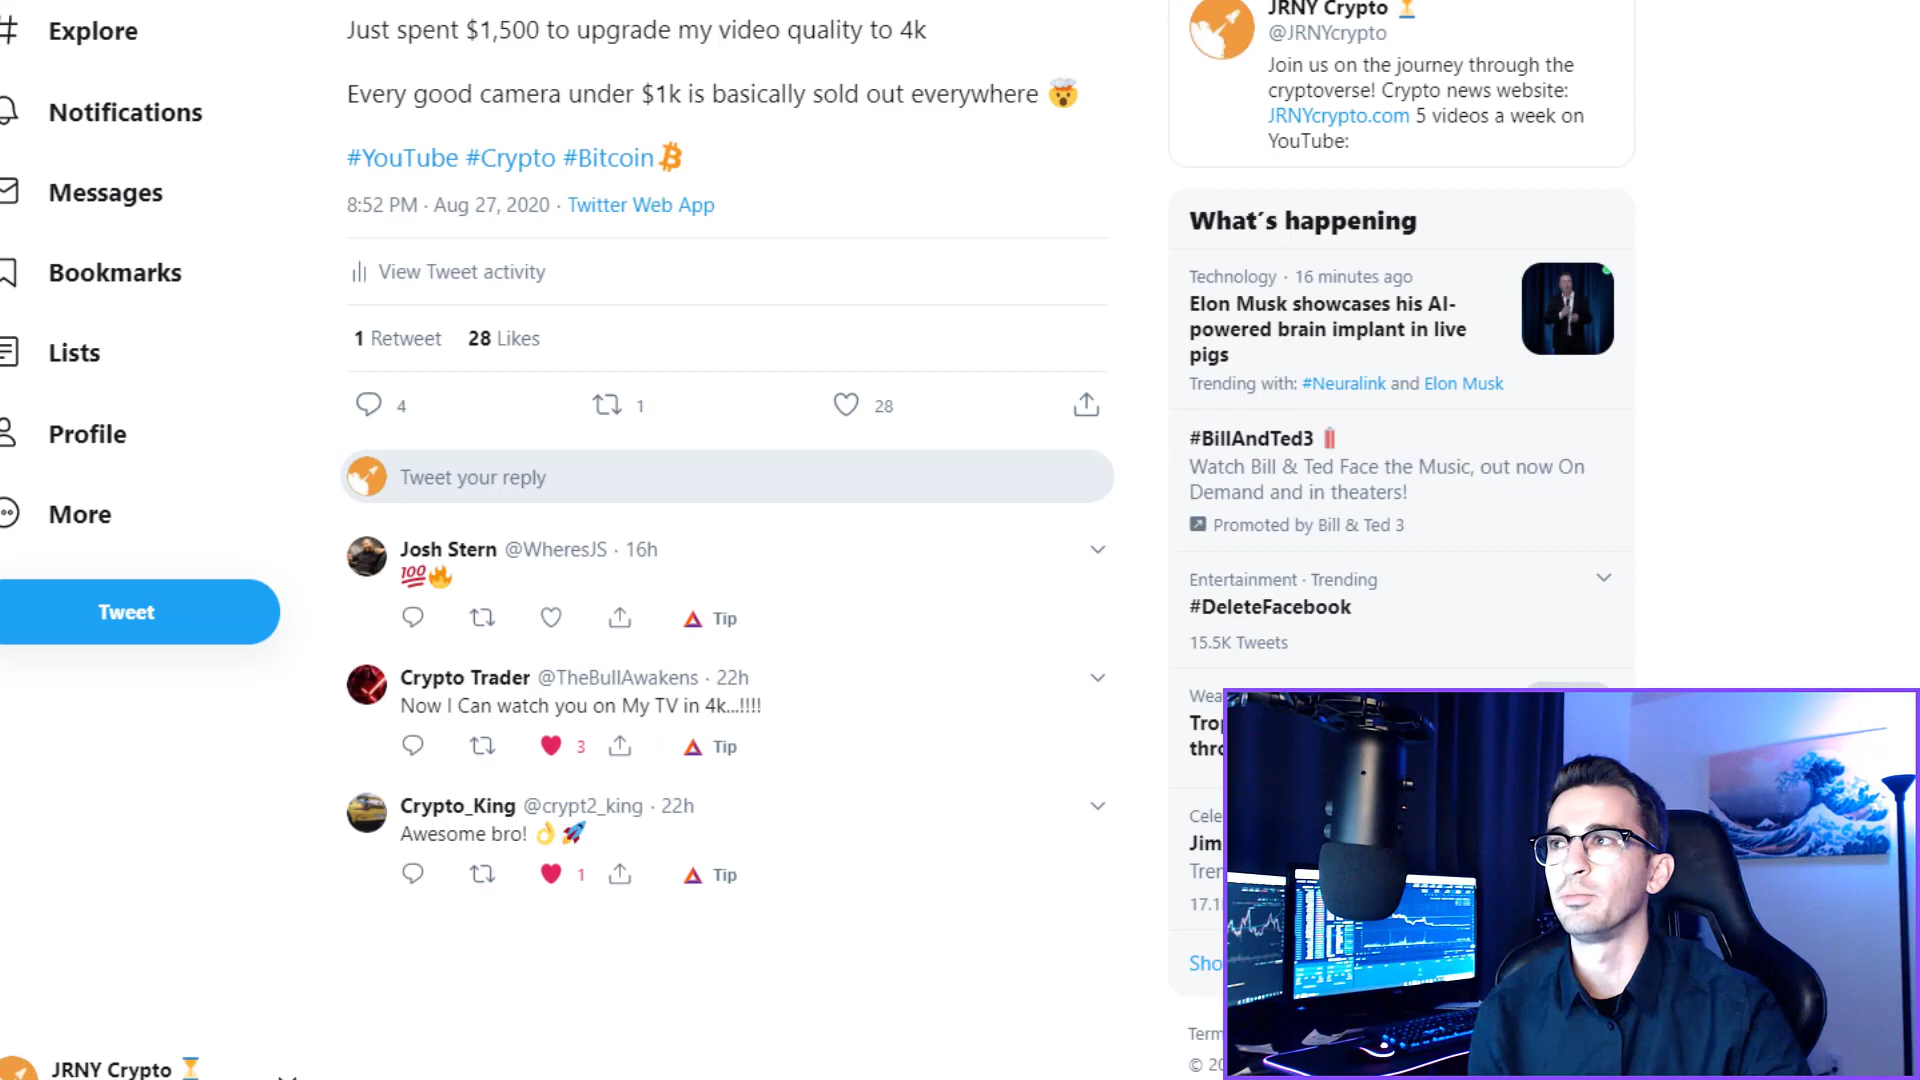 Explore
Notifications
Messages
Bookmarks
Lists
Profile
More
Tweet
JRNY Crypto
Just spent $1,500 to upgrade my video quality to 4k
Every good camera under $1k is basically sold out everywhere 🤯
#YouTube #Crypto #Bitcoin
8:52 PM · Aug 27, 2020 · Twitter Web App
View Tweet activity
1 Retweet 28 Likes
4 1 28
Tweet your reply
Josh Stern @WheresJS · 16h
💯🔥
Tip
Crypto Trader @TheBullAwakens · 22h
Now I Can watch you on My TV in 4k...!!!!
3 Tip
Crypto_King @crypt2_king · 22h
Awesome bro! 👌🚀
1 Tip
JRNY Crypto ⏳
@JRNYcrypto
Join us on the journey through the
cryptoverse! Crypto news website:
JRNYcrypto.com 5 videos a week on
YouTube:
What's happening
Technology · 16 minutes ago
Elon Musk showcases his AI-
powered brain implant in live
pigs
Trending with: #Neuralink and Elon Musk
#BillAndTed3
Watch Bill & Ted Face the Music, out now On
Demand and in theaters!
Promoted by Bill & Ted 3
Entertainment · Trending
#DeleteFacebook
15.5K Tweets
Wea
Trop
thro
Cele
Jim
Tren
17.1
Sho
Term
© 20